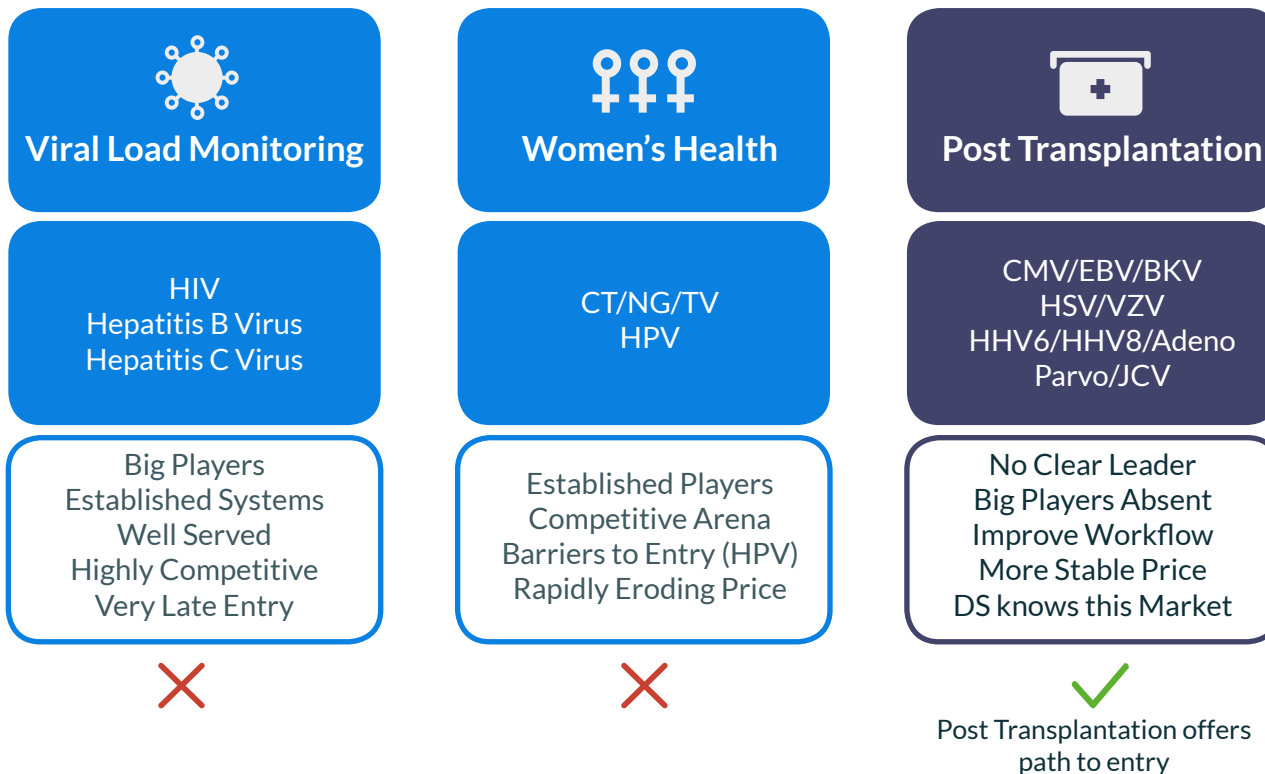 Viral Load Monitoring
HIV
Hepatitis B Virus
Hepatitis C Virus
Big Players
Established Systems
Well Served
Highly Competitive
Very Late Entry
Women’s Health
CT/NG/TV
HPV
Established Players
Competitive Arena
Barriers to Entry (HPV)
Rapidly Eroding Price
Post Transplantation
CMV/EBV/BKV
HSV/VZV
HHV6/HHV8/Adeno
Parvo/JCV
No Clear Leader
Big Players Absent
Improve Workflow
More Stable Price
DS knows this Market
Post Transplantation offers
path to entry